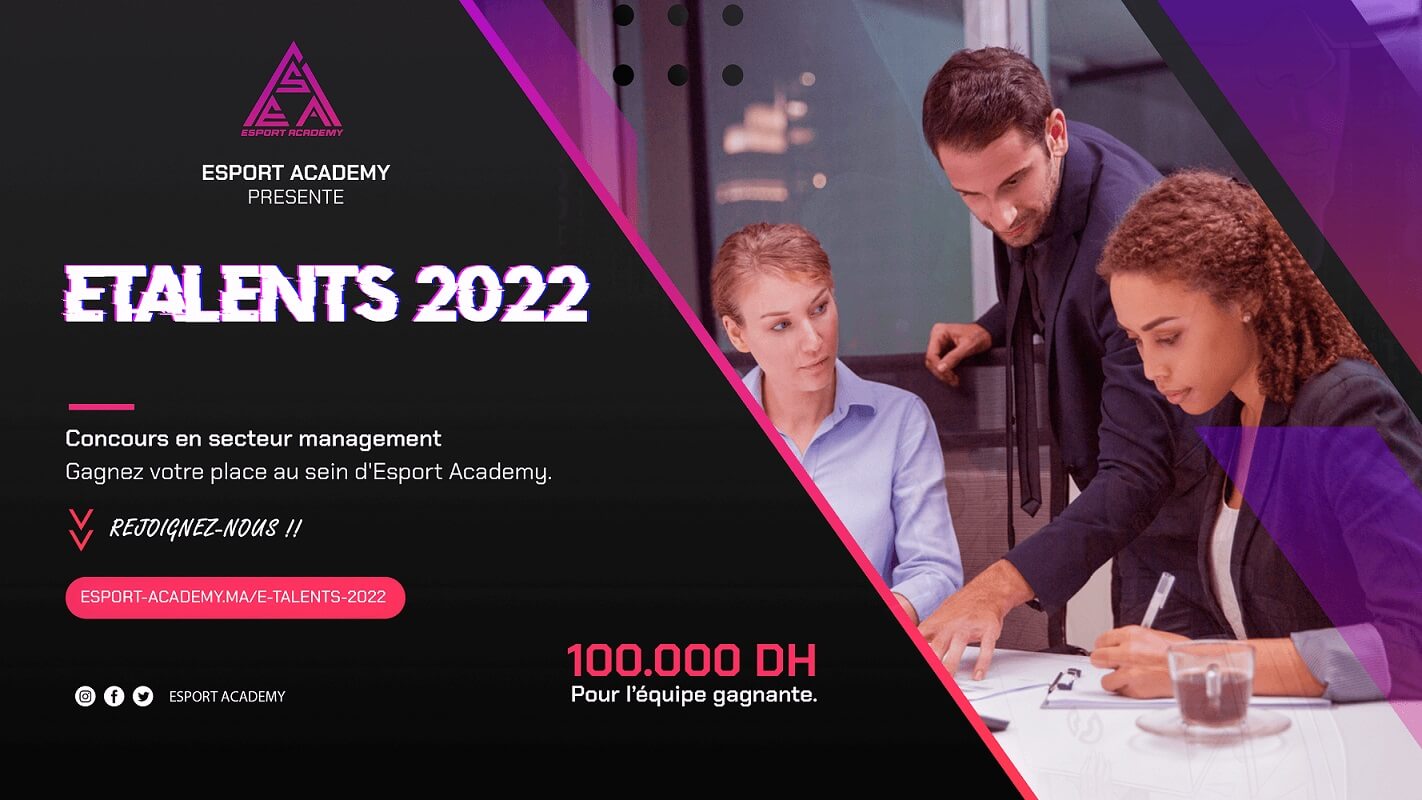 SEA
ESPORT ACADEMY
ESPORT ACADEMY
PRESENTE
ETALENTS 2022
Concours en secteur management
Gagnez votre place au sein d'Esport Academy.
REJOIGNEZ-NOUS !!
ESPORT-ACADEMY.MA/E-TALENTS-2022
100.000 DH
Pour l'équipe gagnante.
ESPORT ACADEMY